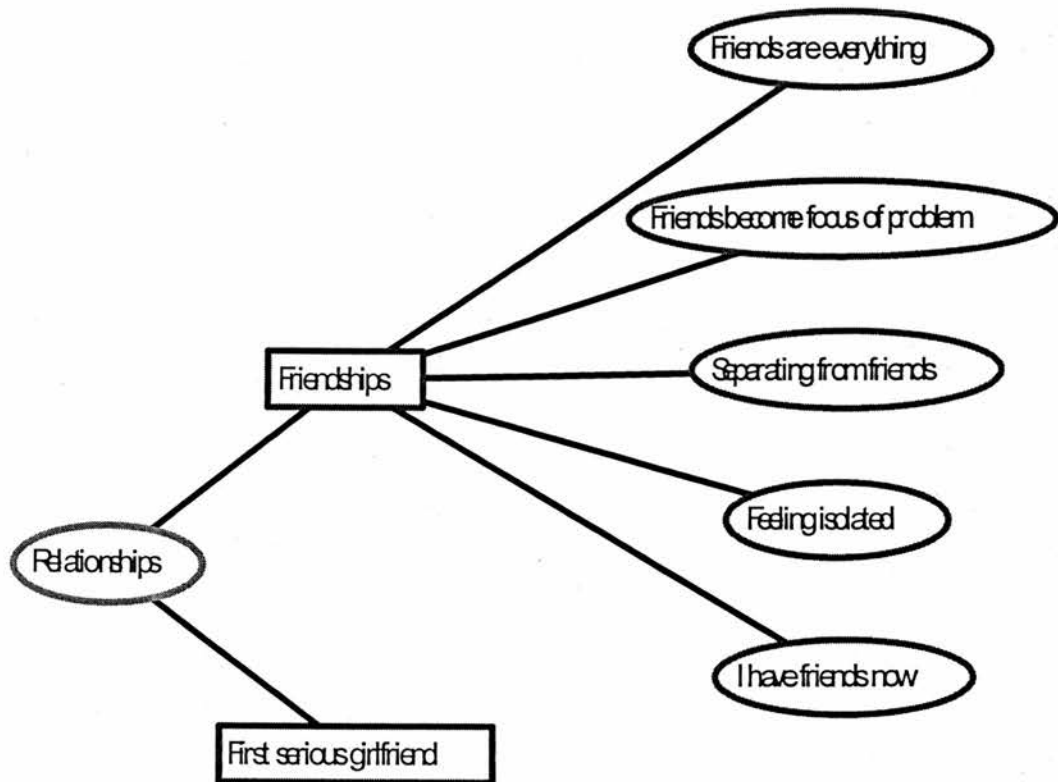 Friends are everything
Friends become focus of problem
Friendships
Separating from friends
Feeling isolated
Relationships
I have friends now
First serious girlfriend